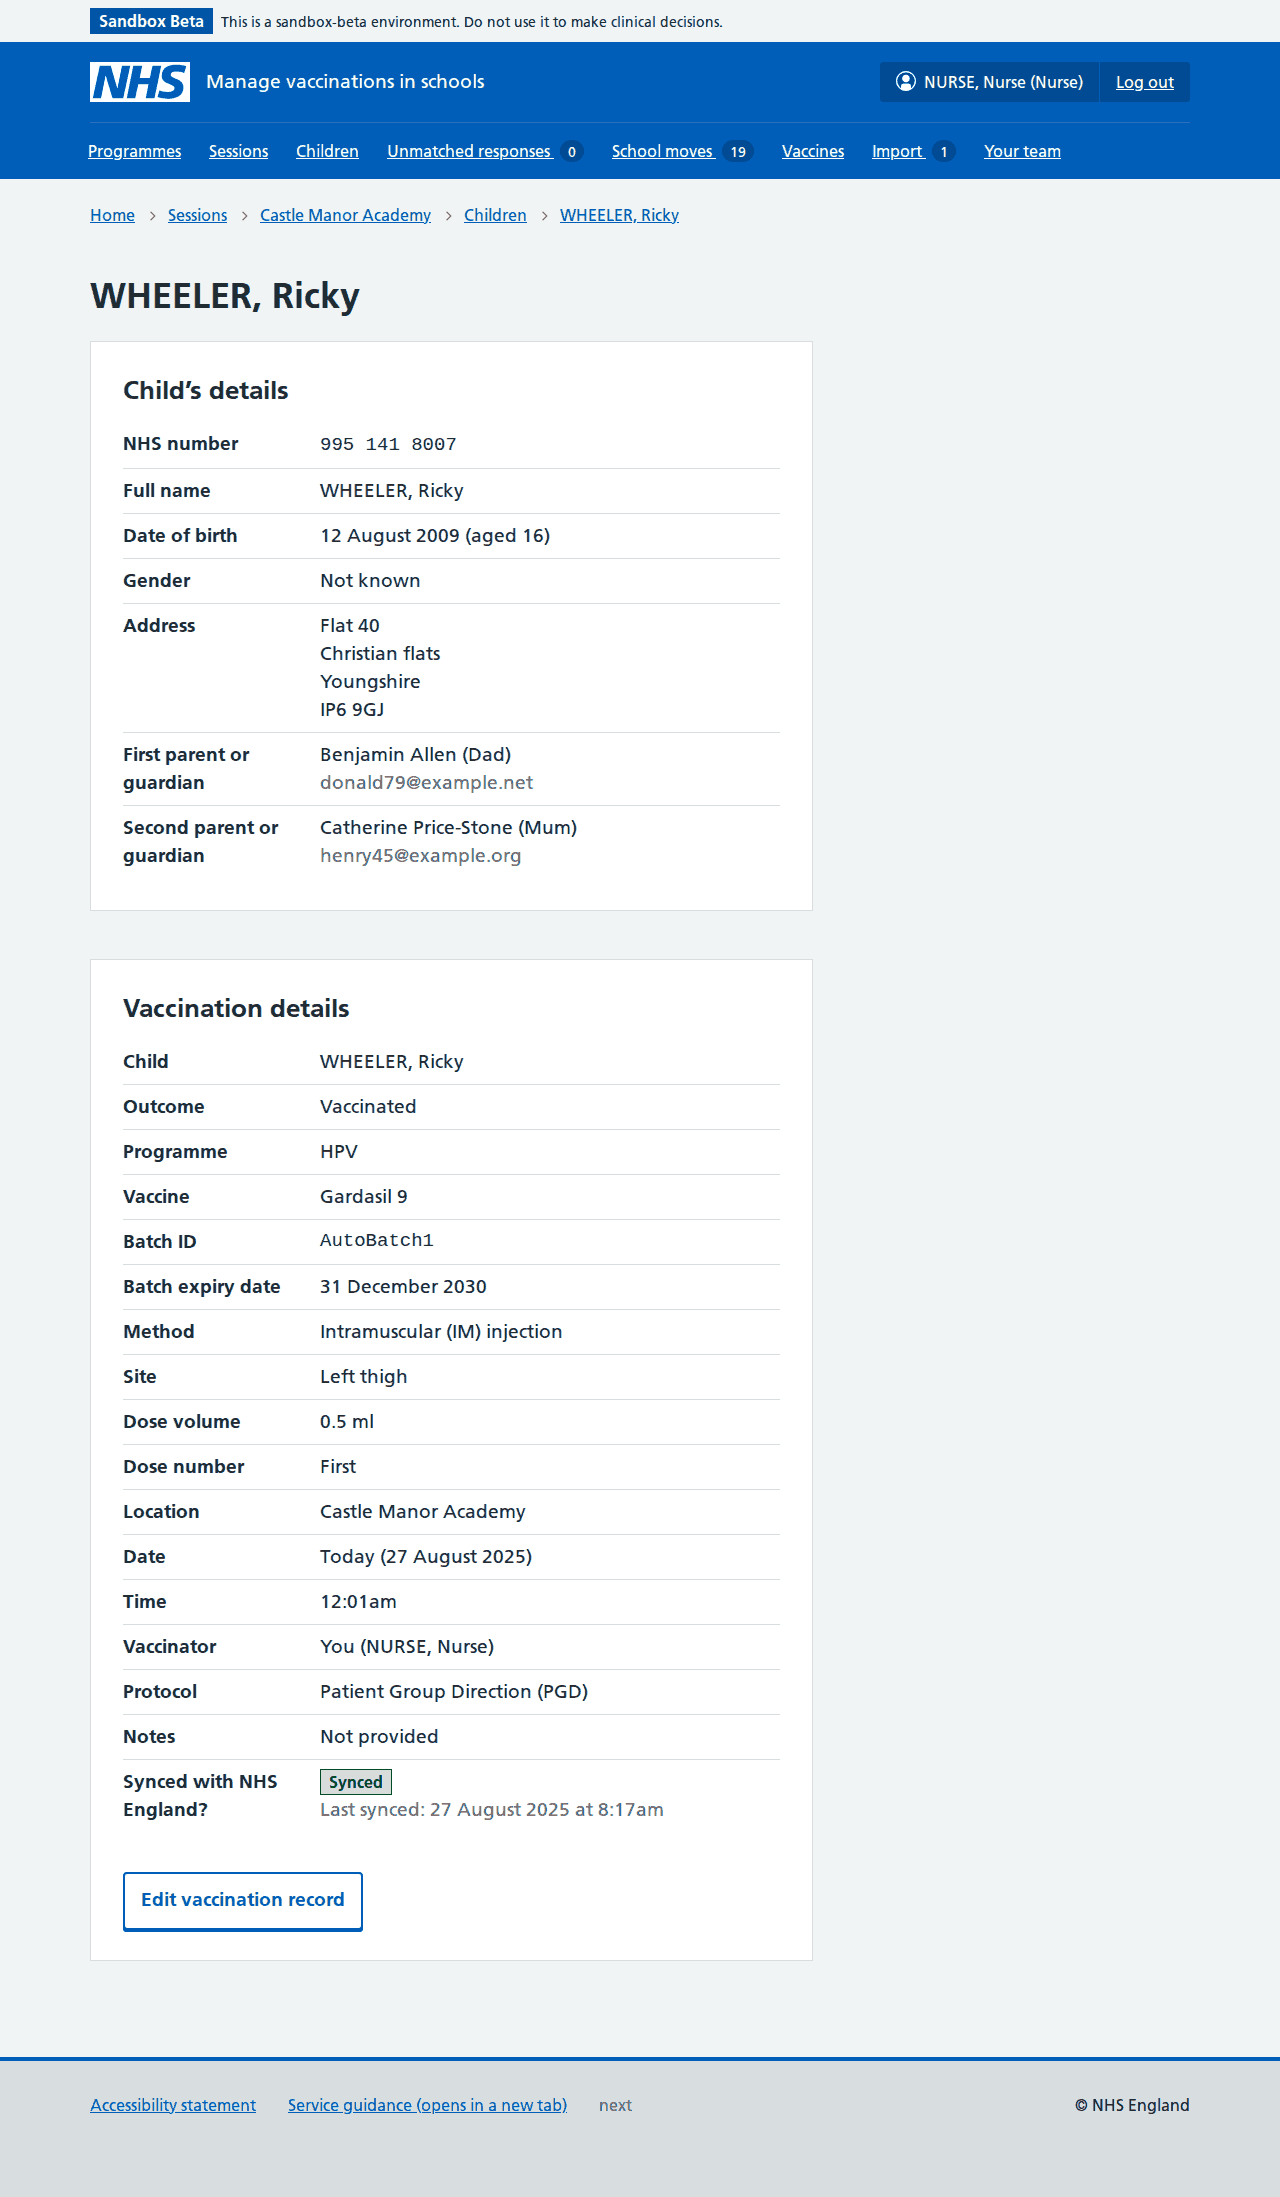 Sandbox Beta This is a sandbox-beta environment. Do not use it to make clinical decisions.
NHS Manage vaccinations in schools NURSE, Nurse (Nurse) Log out
Programmes Sessions Children Unmatched responses 0 School moves 19 Vaccines Import 1 Your team
Home Sessions Castle Manor Academy Children WHEELER, Ricky
WHEELER, Ricky
Child’s details
NHS number 995 141 8007
Full name WHEELER, Ricky
Date of birth 12 August 2009 (aged 16)
Gender Not known
Address Flat 40
Christian flats
Youngshire
IP6 9GJ
First parent or guardian Benjamin Allen (Dad)
donald79@example.net
Second parent or guardian Catherine Price-Stone (Mum)
henry45@example.org
Vaccination details
Child WHEELER, Ricky
Outcome Vaccinated
Programme HPV
Vaccine Gardasil 9
Batch ID AutoBatch1
Batch expiry date 31 December 2030
Method Intramuscular (IM) injection
Site Left thigh
Dose volume 0.5 ml
Dose number First
Location Castle Manor Academy
Date Today (27 August 2025)
Time 12:01am
Vaccinator You (NURSE, Nurse)
Protocol Patient Group Direction (PGD)
Notes Not provided
Synced with NHS England? Synced
Last synced: 27 August 2025 at 8:17am
Edit vaccination record
Accessibility statement Service guidance (opens in a new tab) next © NHS England